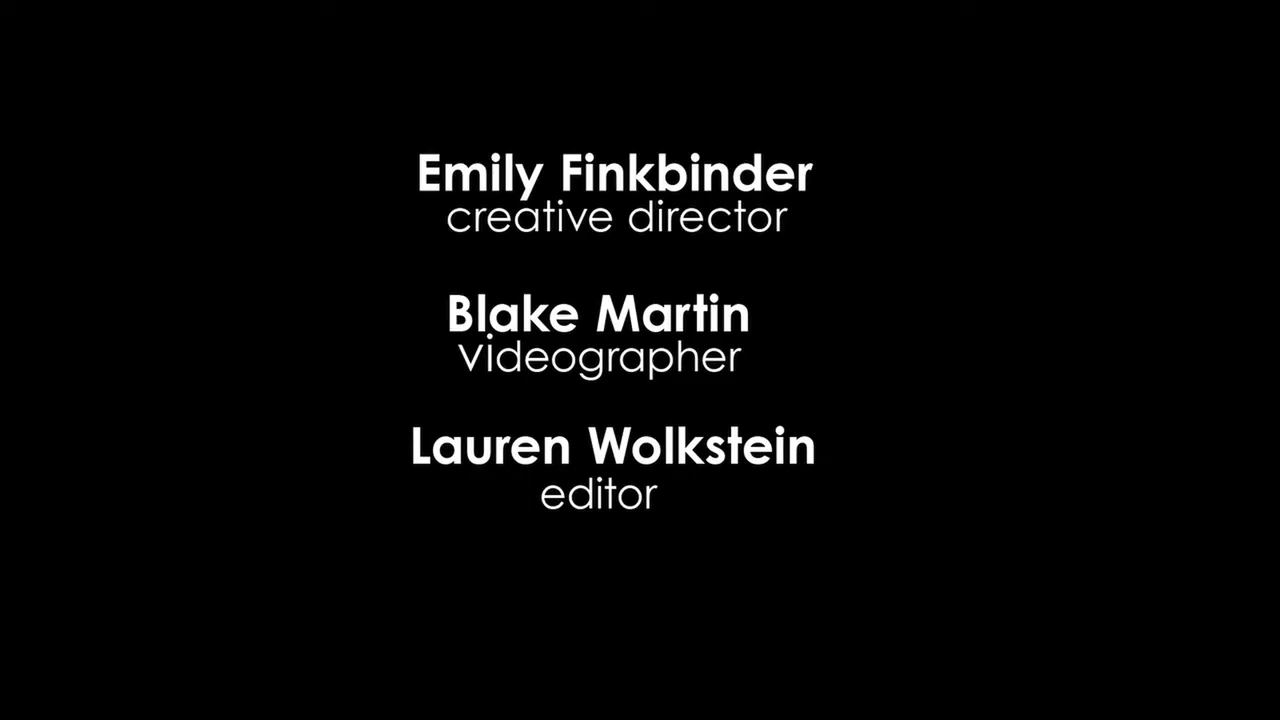 Emily Finkbinder
creative director
Blake Martin
videographer
Lauren Wolkstein
editor